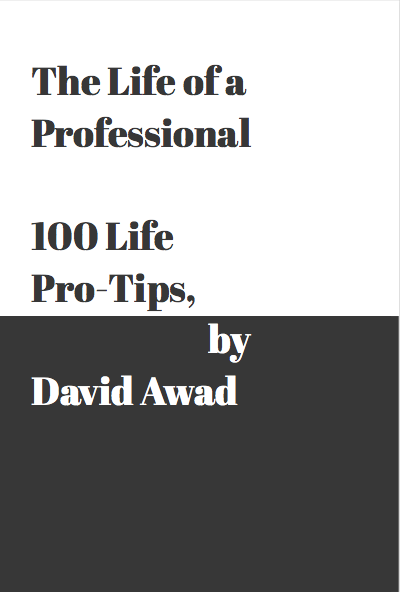 The Life of a
Professional
100 Life
Pro-Tips,
by
David Awad